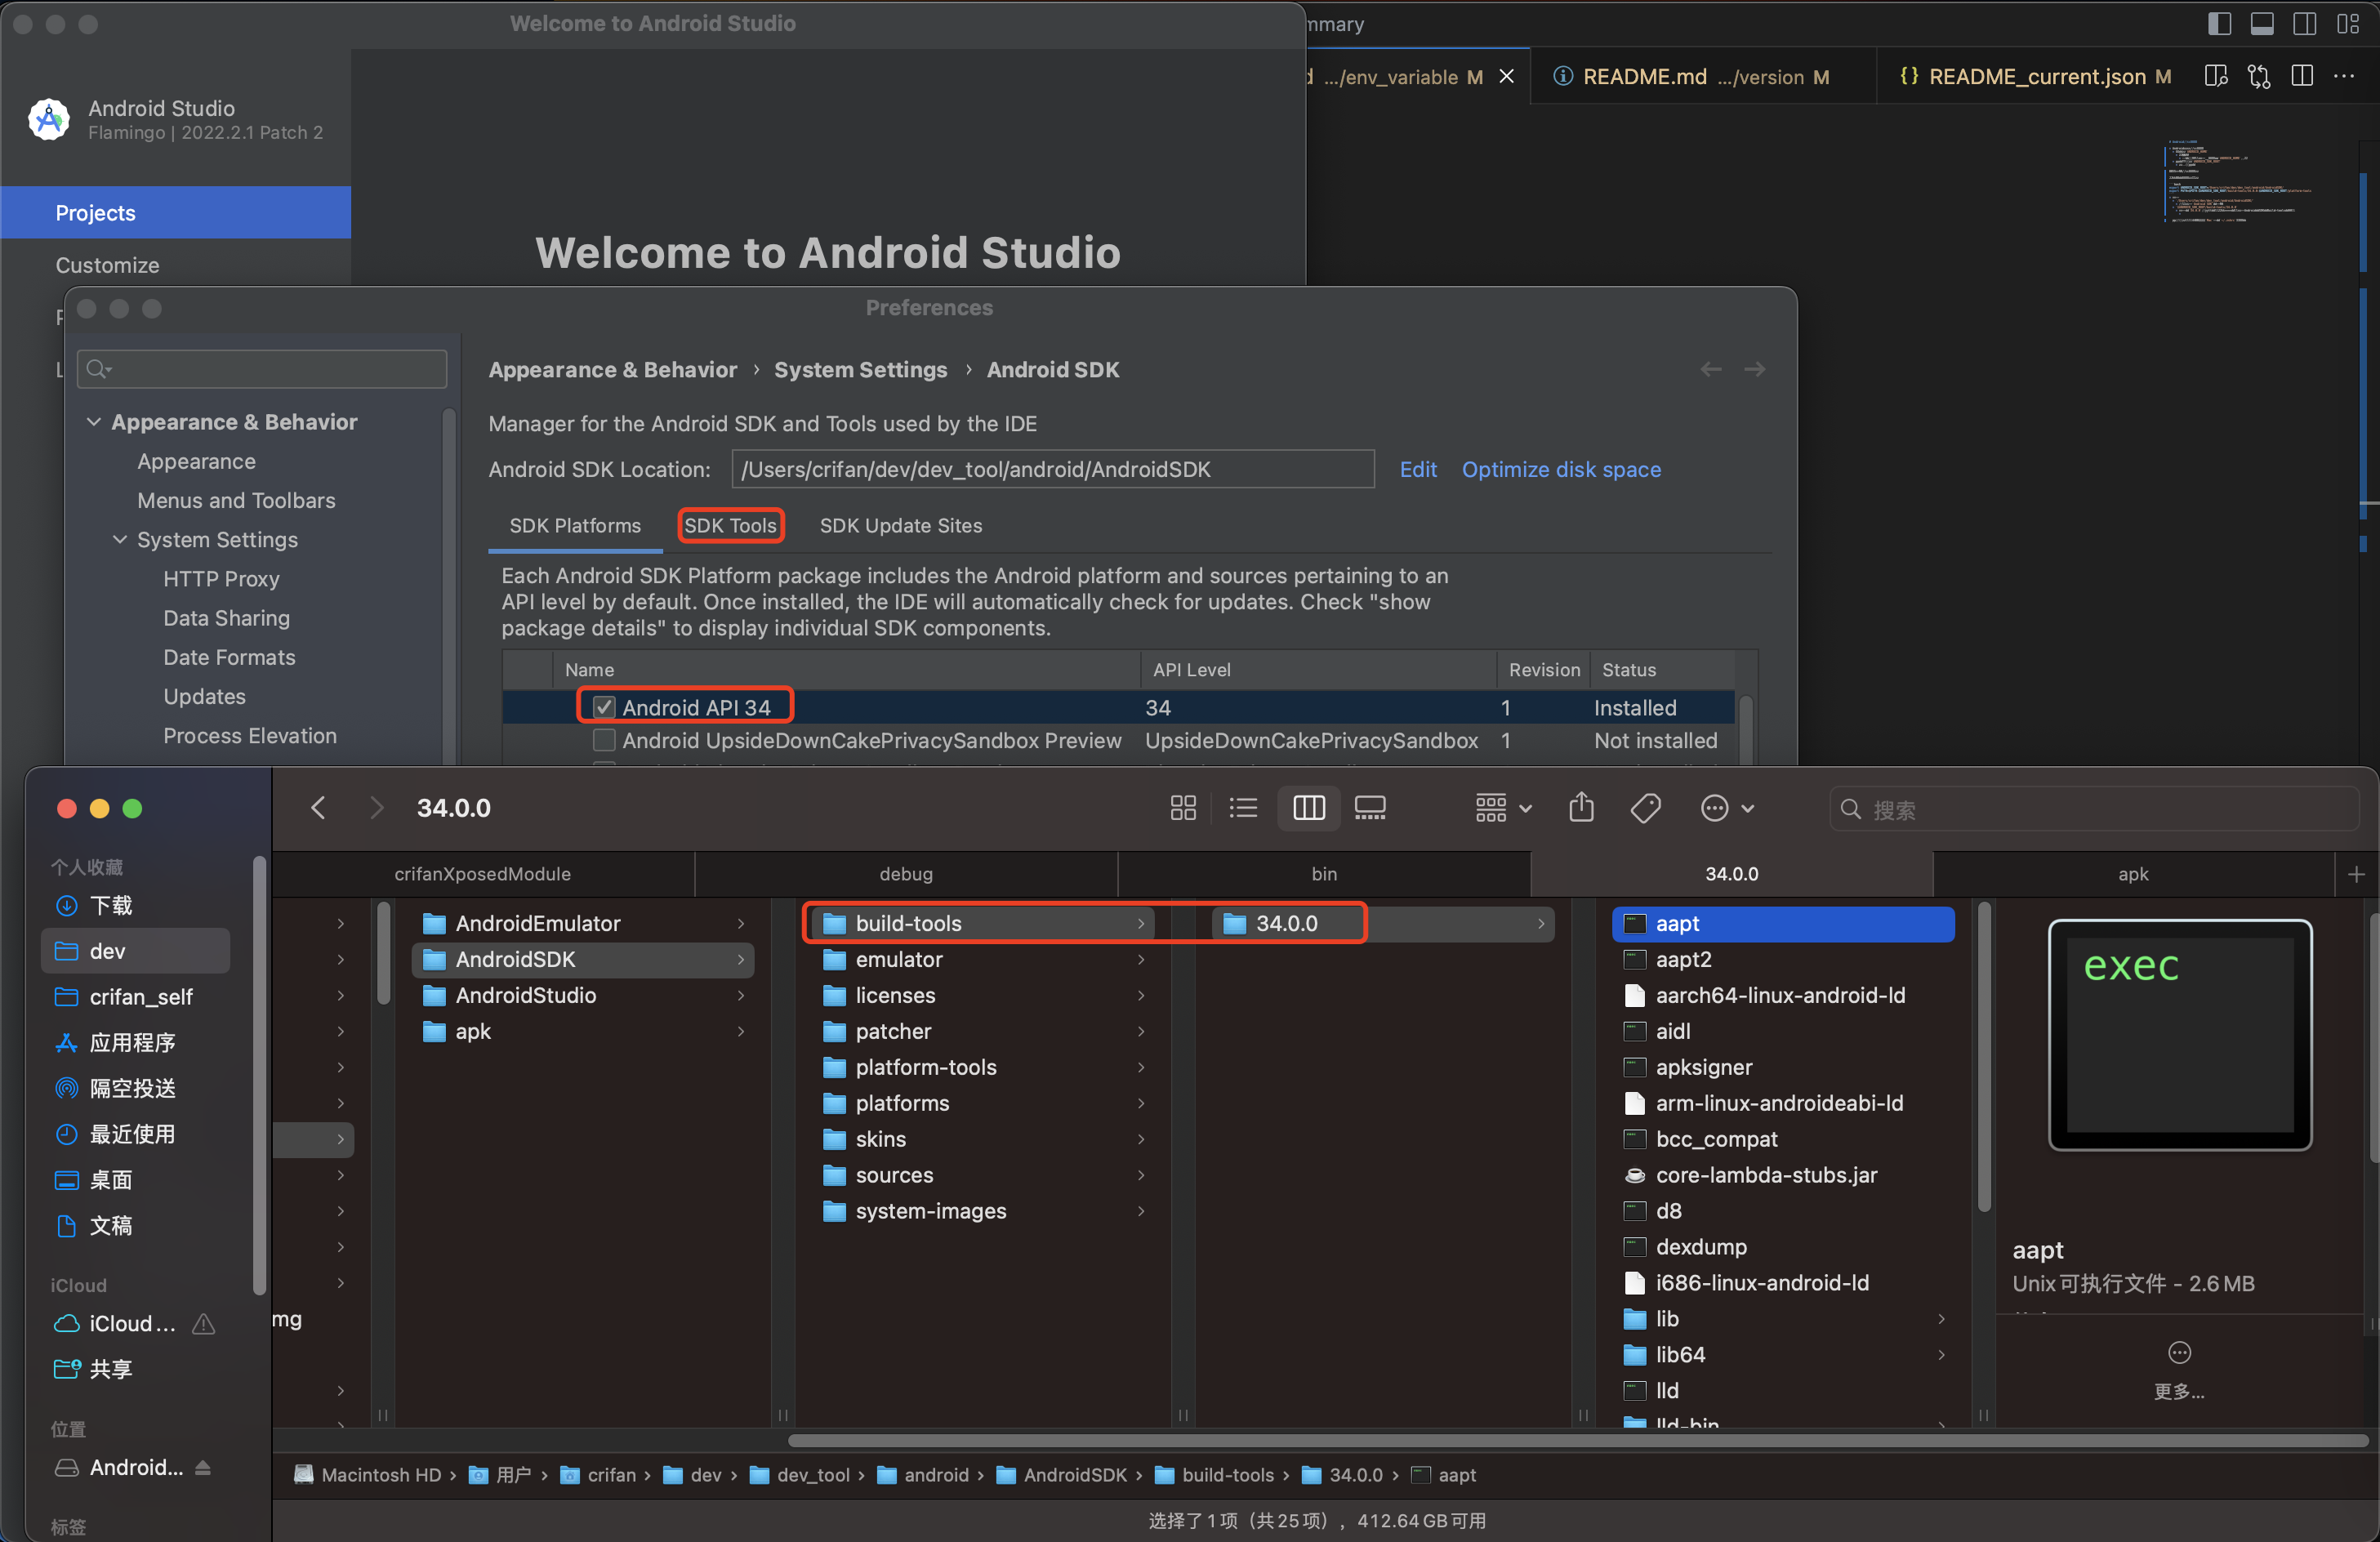 Welcome to Android Studio
mmary
Android Studio
Flamingo | 2022.2.1 Patch 2
Projects
Customize
Welcome to Android Studio
.../env_variable M
README.md .../version M
{} README_current.json M
Preferences
Appearance & Behavior
Appearance
Menus and Toolbars
System Settings
HTTP Proxy
Data Sharing
Date Formats
Updates
Process Elevation
Appearance & Behavior › System Settings › Android SDK
Manager for the Android SDK and Tools used by the IDE
Android SDK Location: /Users/crifan/dev/dev_tool/android/AndroidSDK Edit Optimize disk space
SDK Platforms SDK Tools SDK Update Sites
Each Android SDK Platform package includes the Android platform and sources pertaining to an
API level by default. Once installed, the IDE will automatically check for updates. Check "show
package details" to display individual SDK components.
Name API Level Revision Status
Android API 34 34 1 Installed
Android UpsideDownCakePrivacySandbox Preview UpsideDownCakePrivacySandbox 1 Not installed
34.0.0
搜索
crifanXposedModule debug bin 34.0.0 apk
个人收藏
下载
dev
crifan_self
应用程序
隔空投送
最近使用
桌面
文稿
iCloud
iCloud...
共享
位置
Android...
标签
mg
AndroidEmulator
AndroidSDK
AndroidStudio
apk
build-tools
emulator
licenses
patcher
platform-tools
platforms
skins
sources
system-images
34.0.0
aapt
aapt2
aarch64-linux-android-ld
aidl
apksigner
arm-linux-androideabi-ld
bcc_compat
core-lambda-stubs.jar
d8
dexdump
i686-linux-android-ld
lib
lib64
lld
lld-bin
exec
aapt
Unix可执行文件 - 2.6 MB
更多...
Macintosh HD › 用户 › crifan › dev › dev_tool › android › AndroidSDK › build-tools › 34.0.0 › aapt
选择了1项（共25项），412.64 GB可用